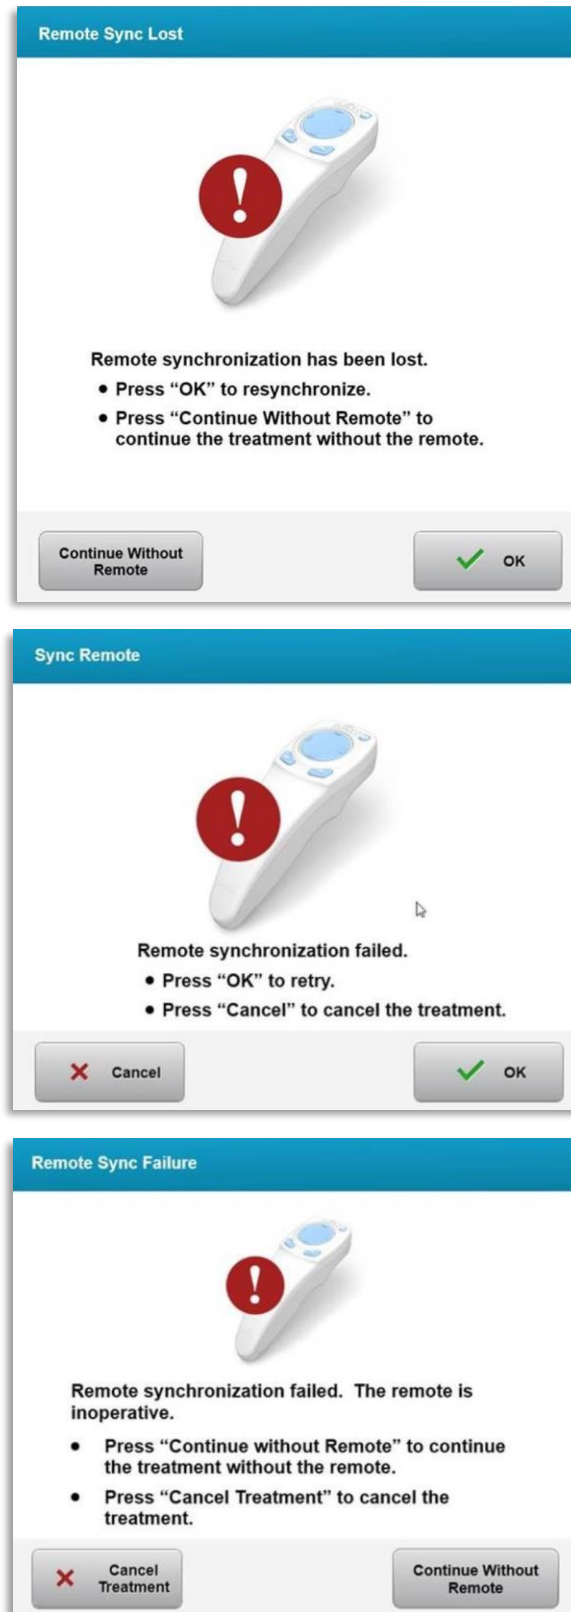 Remote Sync Lost
Remote synchronization has been lost.
● Press “OK” to resynchronize.
● Press “Continue Without Remote” to
continue the treatment without the remote.
Continue Without
Remote
OK
Sync Remote
Remote synchronization failed.
● Press “OK” to retry.
● Press “Cancel” to cancel the treatment.
Cancel
OK
Remote Sync Failure
Remote synchronization failed.  The remote is
inoperative.
● Press “Continue without Remote” to continue
the treatment without the remote.
● Press “Cancel Treatment” to cancel the
treatment.
Cancel
Treatment
Continue Without
Remote